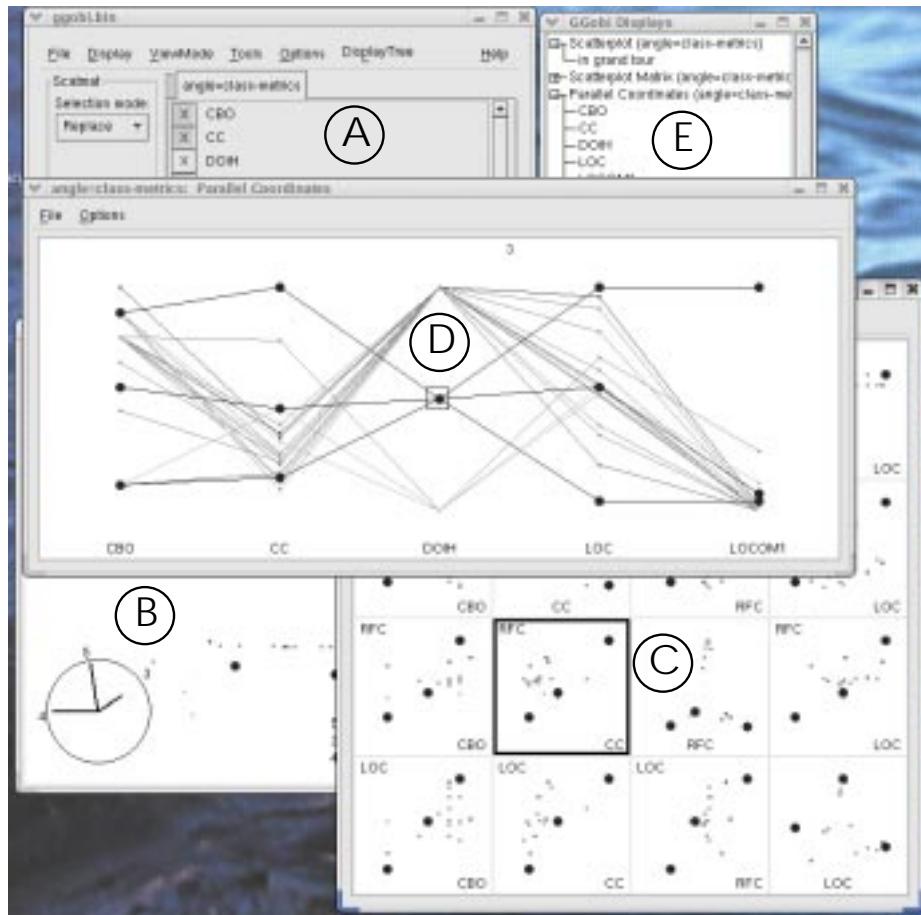 ggobi.bin
File Display ViewMode Tools Options DisplayTree Help
Scatmat
Selection mode:
Replace
angle=class-metrics
X CBO
X CC
X DOIH
A
GGobi Displays
Scatterplot (angle=class-metrics)
in grand tour
Scatterplot Matrix (angle=class-metric
Parallel Coordinates (angle=class-me
CBO
CC
DOIH
LOC
LOCOM1
E
angle=class-metrics: Parallel Coordinates
File Options
3
D
CBO CC DOIH LOC LOCOM1
LOC
CBO CC RFC LOC
B
C
RFC RFC RFC
CBO CC RFC LOC
LOC LOC LOC
CBO CC RFC LOC